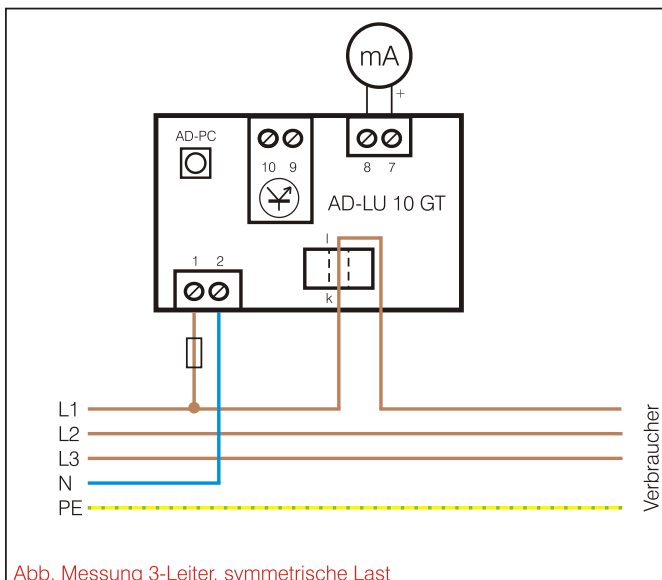 mA
+
AD-PC
10 9
8 7
AD-LU 10 GT
l
k
1 2
L1
L2
L3
N
PE
Verbraucher
Abb. Messung 3-Leiter, symmetrische Last